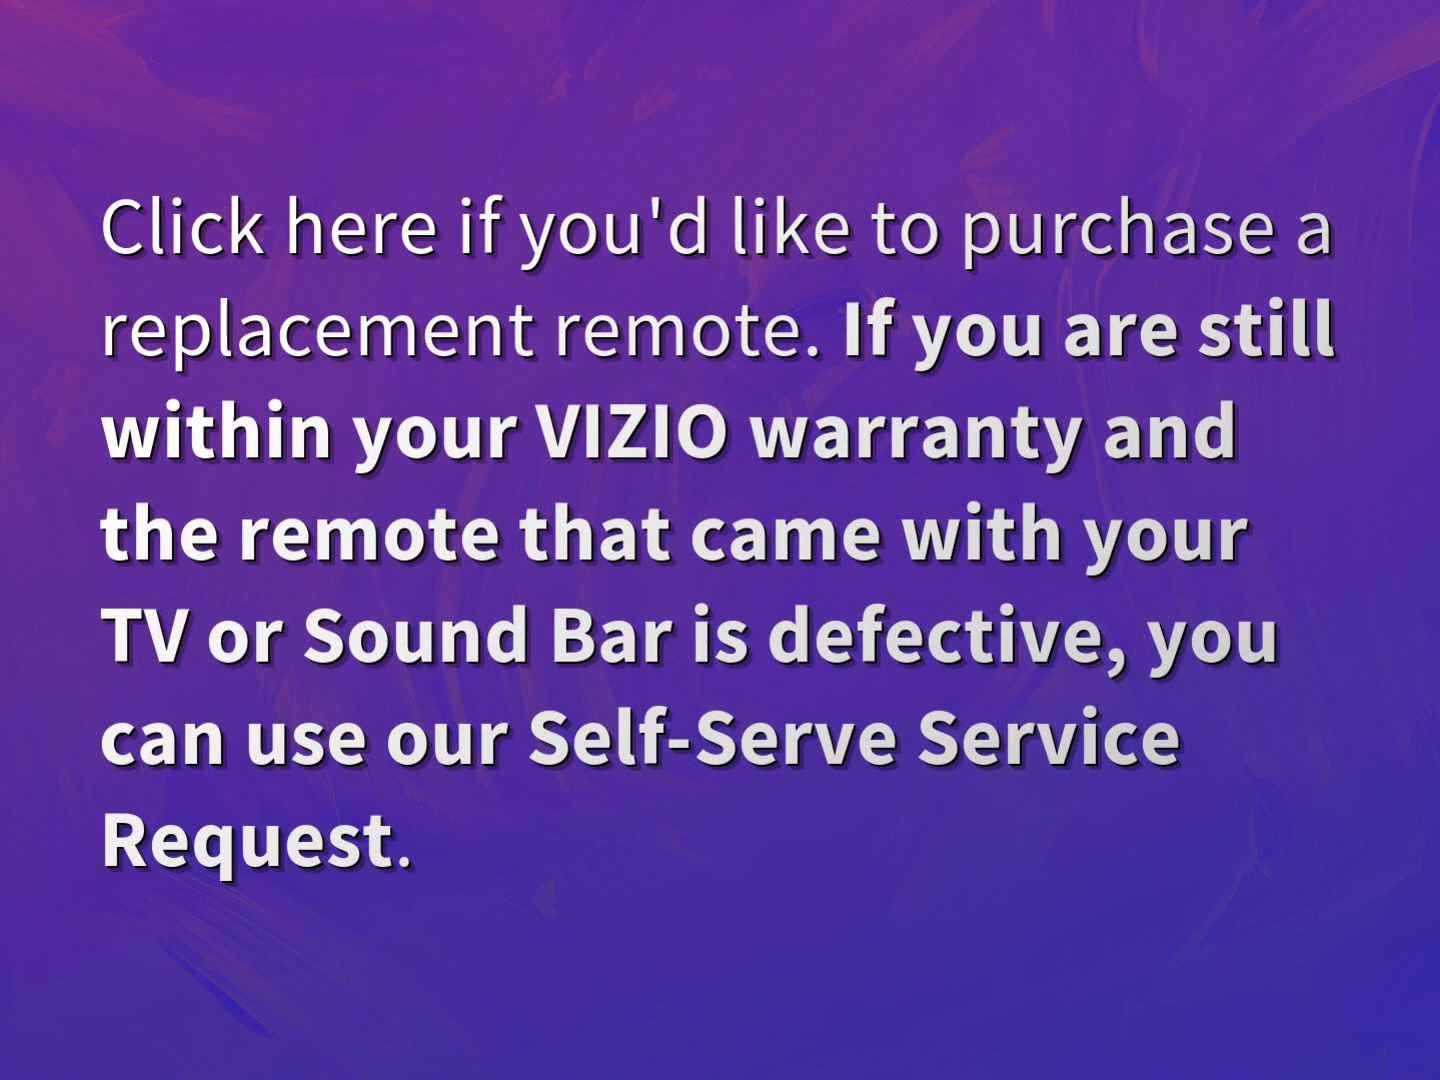 Click here if you'd like to purchase a
replacement remote. If you are still
within your VIZIO warranty and
the remote that came with your
TV or Sound Bar is defective, you
can use our Self-Serve Service
Request.